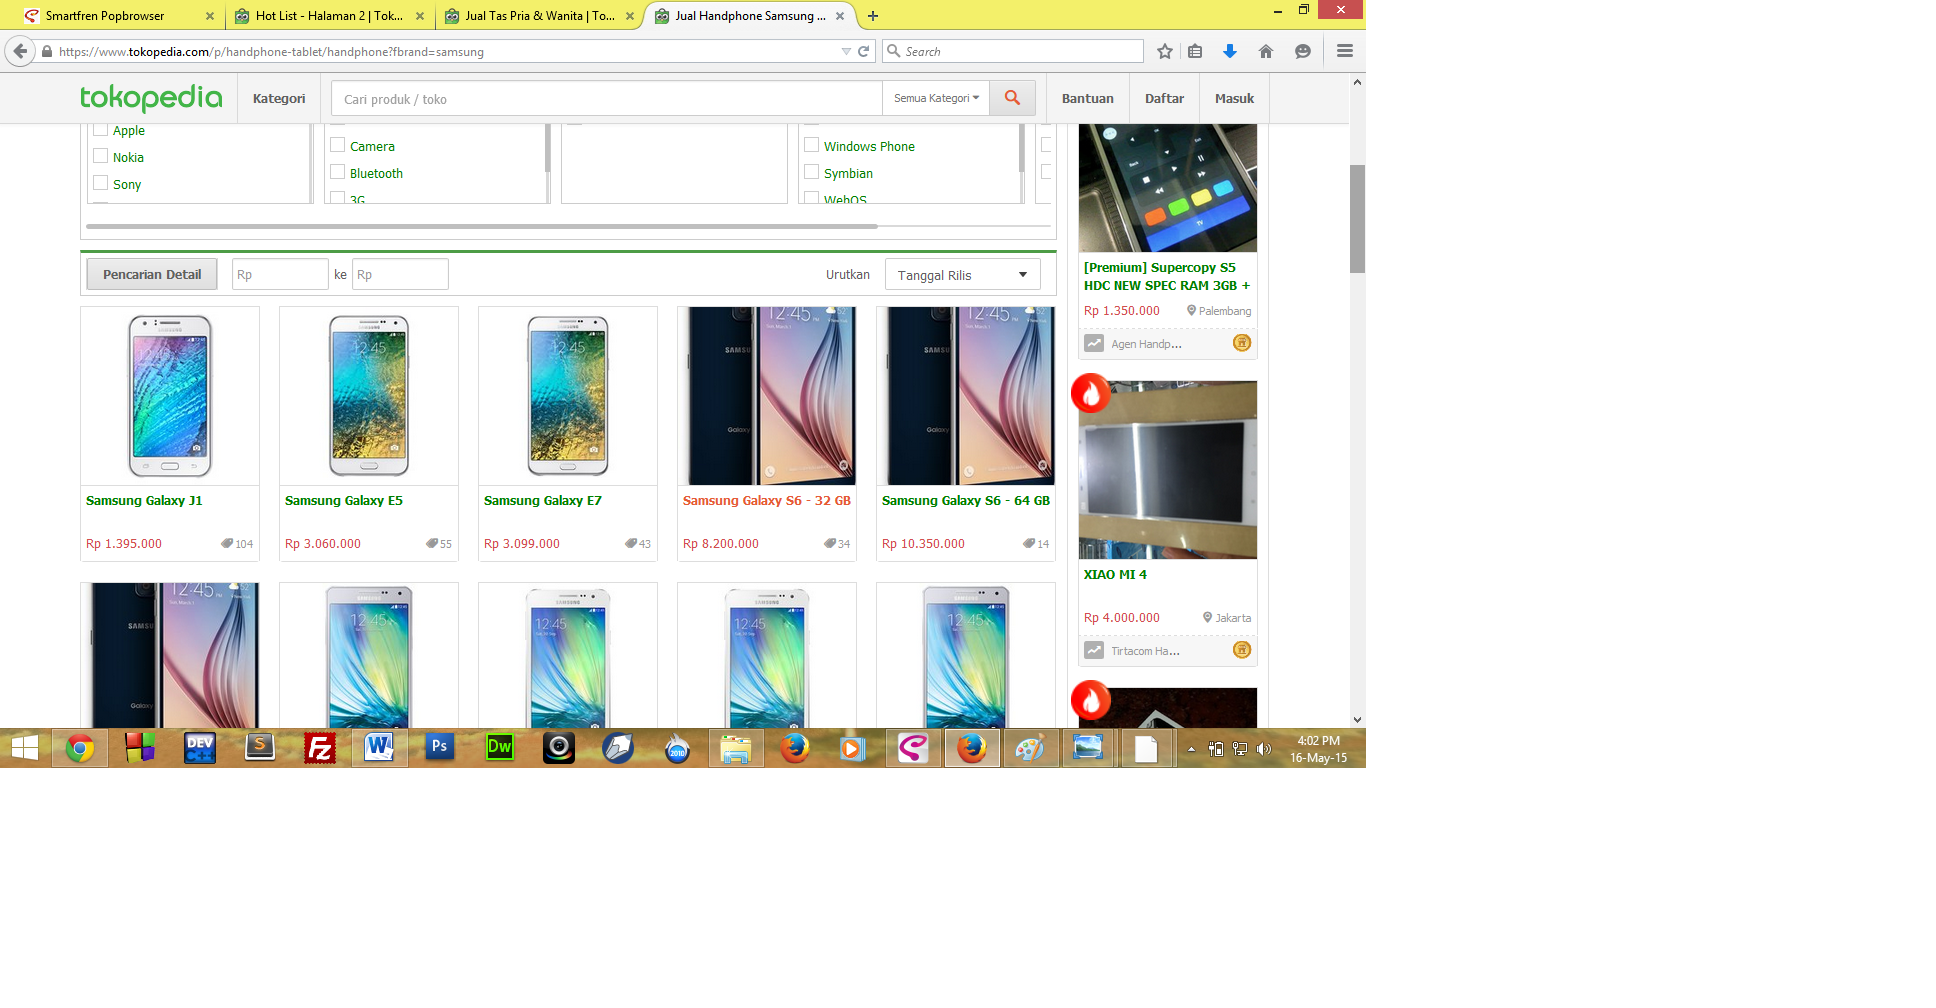 Smartfren Popbrowser
Hot List - Halaman 2 | Tok...
Jual Tas Pria & Wanita | To...
Jual Handphone Samsung ...
https://www.tokopedia.com/p/handphone-tablet/handphone?fbrand=samsung
Search
tokopedia
Kategori
Cari produk / toko
Semua Kategori
Bantuan
Daftar
Masuk
Apple
Nokia
Sony
Camera
Bluetooth
3G
Windows Phone
Symbian
WebOS
Pencarian Detail
Rp
ke
Rp
Urutkan
Tanggal Rilis
Samsung Galaxy J1
Rp 1.395.000
104
Samsung Galaxy E5
Rp 3.060.000
55
Samsung Galaxy E7
Rp 3.099.000
43
Samsung Galaxy S6 - 32 GB
Rp 8.200.000
34
Samsung Galaxy S6 - 64 GB
Rp 10.350.000
14
[Premium] Supercopy S5
HDC NEW SPEC RAM 3GB +
Rp 1.350.000
Palembang
Agen Handp...
XIAO MI 4
Rp 4.000.000
Jakarta
Tirtacom Ha...
4:02 PM
16-May-15